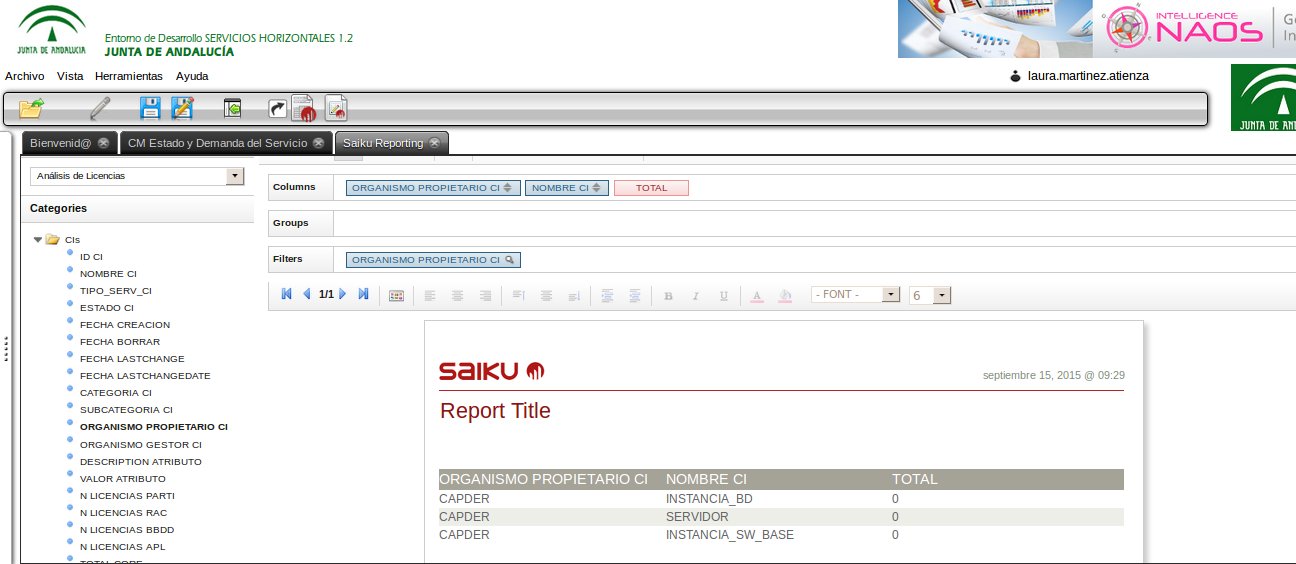 JUNTA DE ANDALUCIA
Entorno de Desarrollo SERVICIOS HORIZONTALES 1.2
JUNTA DE ANDALUCÍA
INTELLIGENCE
NAOS
Archivo Vista Herramientas Ayuda
laura.martinez.atienza
JUNTA DE
Bienvenid@
CM Estado y Demanda del Servicio
Saiku Reporting
Análisis de Licencias
Categories
CIs
ID CI
NOMBRE CI
TIPO_SERV_CI
ESTADO CI
FECHA CREACION
FECHA BORRAR
FECHA LASTCHANGE
FECHA LASTCHANGEDATE
CATEGORIA CI
SUBCATEGORIA CI
ORGANISMO PROPIETARIO CI
ORGANISMO GESTOR CI
DESCRIPTION ATRIBUTO
VALOR ATRIBUTO
N LICENCIAS PARTI
N LICENCIAS RAC
N LICENCIAS BBDD
N LICENCIAS APL
TOTAL CORE
Columns ORGANISMO PROPIETARIO CI NOMBRE CI TOTAL
Groups
Filters ORGANISMO PROPIETARIO CI
1/1 B I U A - FONT - 6
saiku
septiembre 15, 2015 @ 09:29
Report Title
ORGANISMO PROPIETARIO CI NOMBRE CI TOTAL
CAPDER INSTANCIA_BD 0
CAPDER SERVIDOR 0
CAPDER INSTANCIA_SW_BASE 0